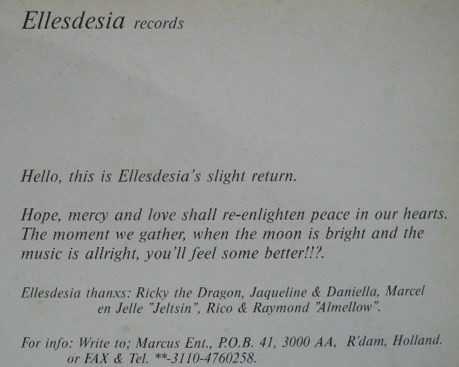 Ellesdesia records
Hello, this is Ellesdesia's slight return.
Hope, mercy and love shall re-enlighten peace in our hearts.
The moment we gather, when the moon is bright and the
music is allright, you'll feel some better!!?.
Ellesdesia thanxs: Ricky the Dragon, Jaqueline & Daniella, Marcel
en Jelle "Jeltsin", Rico & Raymond "Almellow".
For info: Write to; Marcus Ent., P.O.B. 41, 3000 AA, R'dam, Holland.
or FAX & Tel. **-3110-4760258.